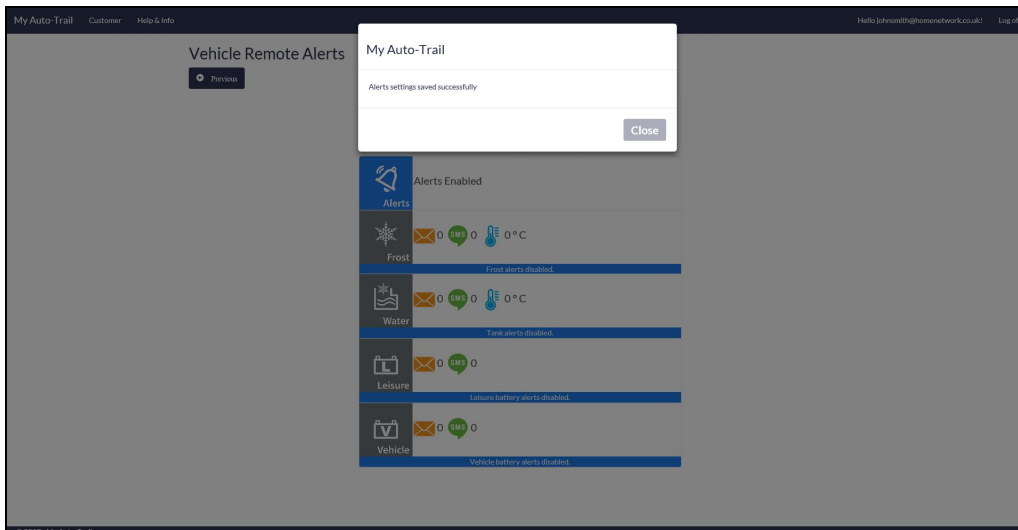 My Auto-Trail Customer Help & Info Hello johnsmith@homenetwork.co.uk! Log of
Vehicle Remote Alerts
Previous
My Auto-Trail
Alerts settings saved successfully
Close
Alerts Enabled
Alerts
SMS
0 0 0° C
Frost
Frost alerts disabled.
SMS
0 0 0° C
Water
Tank alerts disabled.
L
SMS
0 0
Leisure
Leisure battery alerts disabled.
V
SMS
0 0
Vehicle
Vehicle battery alerts disabled.